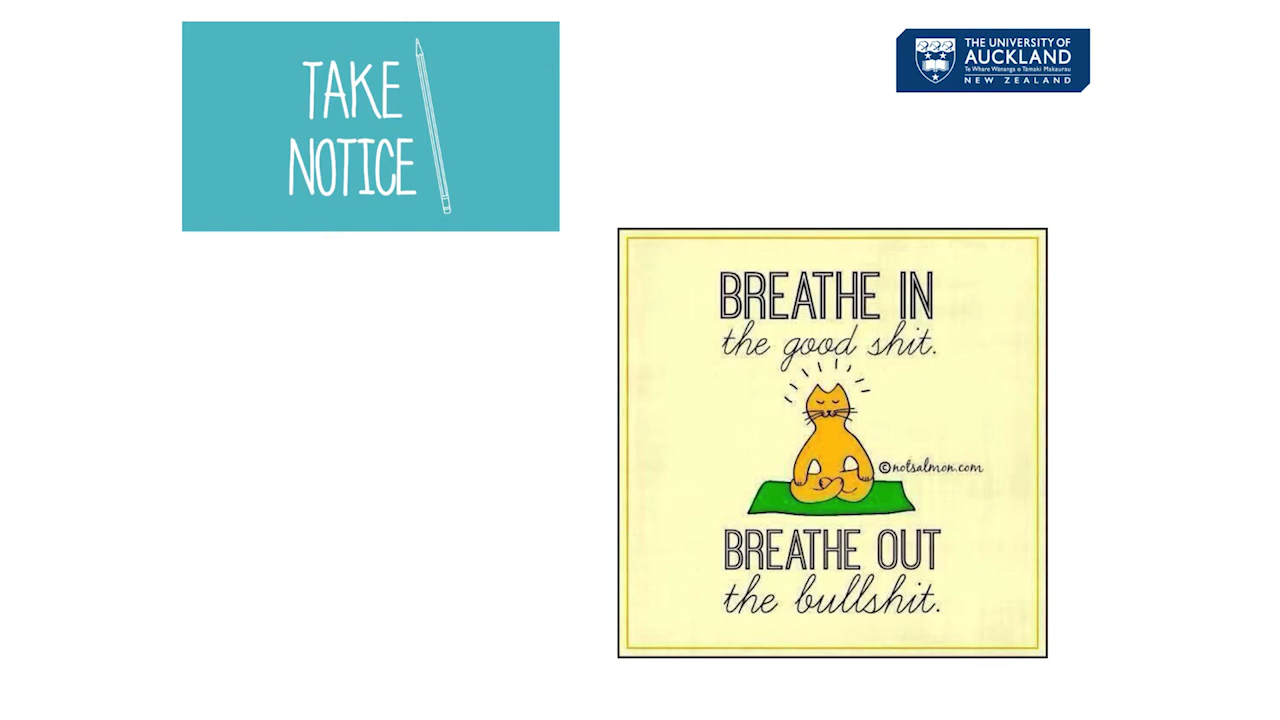 TAKE
NOTICE
THE UNIVERSITY OF
AUCKLAND
Te Whare Wānanga o Tāmaki Makaurau
NEW ZEALAND
BREATHE IN
the good shit.
©notsalmon.com
BREATHE OUT
the bullshit.